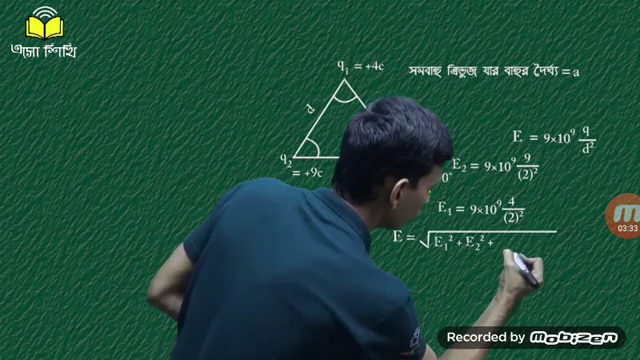 এসো শিখি
q₁ = +4c
সমবাহু ত্রিভুজ যার বাহুর দৈর্ঘ্য = a
d
E = 9×10⁹ q/d²
q₂ = +9c
0°
E₂ = 9×10⁹ 9/(2)²
E₁ = 9×10⁹ 4/(2)²
E = √E₁² + E₂² +
03:33
Recorded by Mobizen